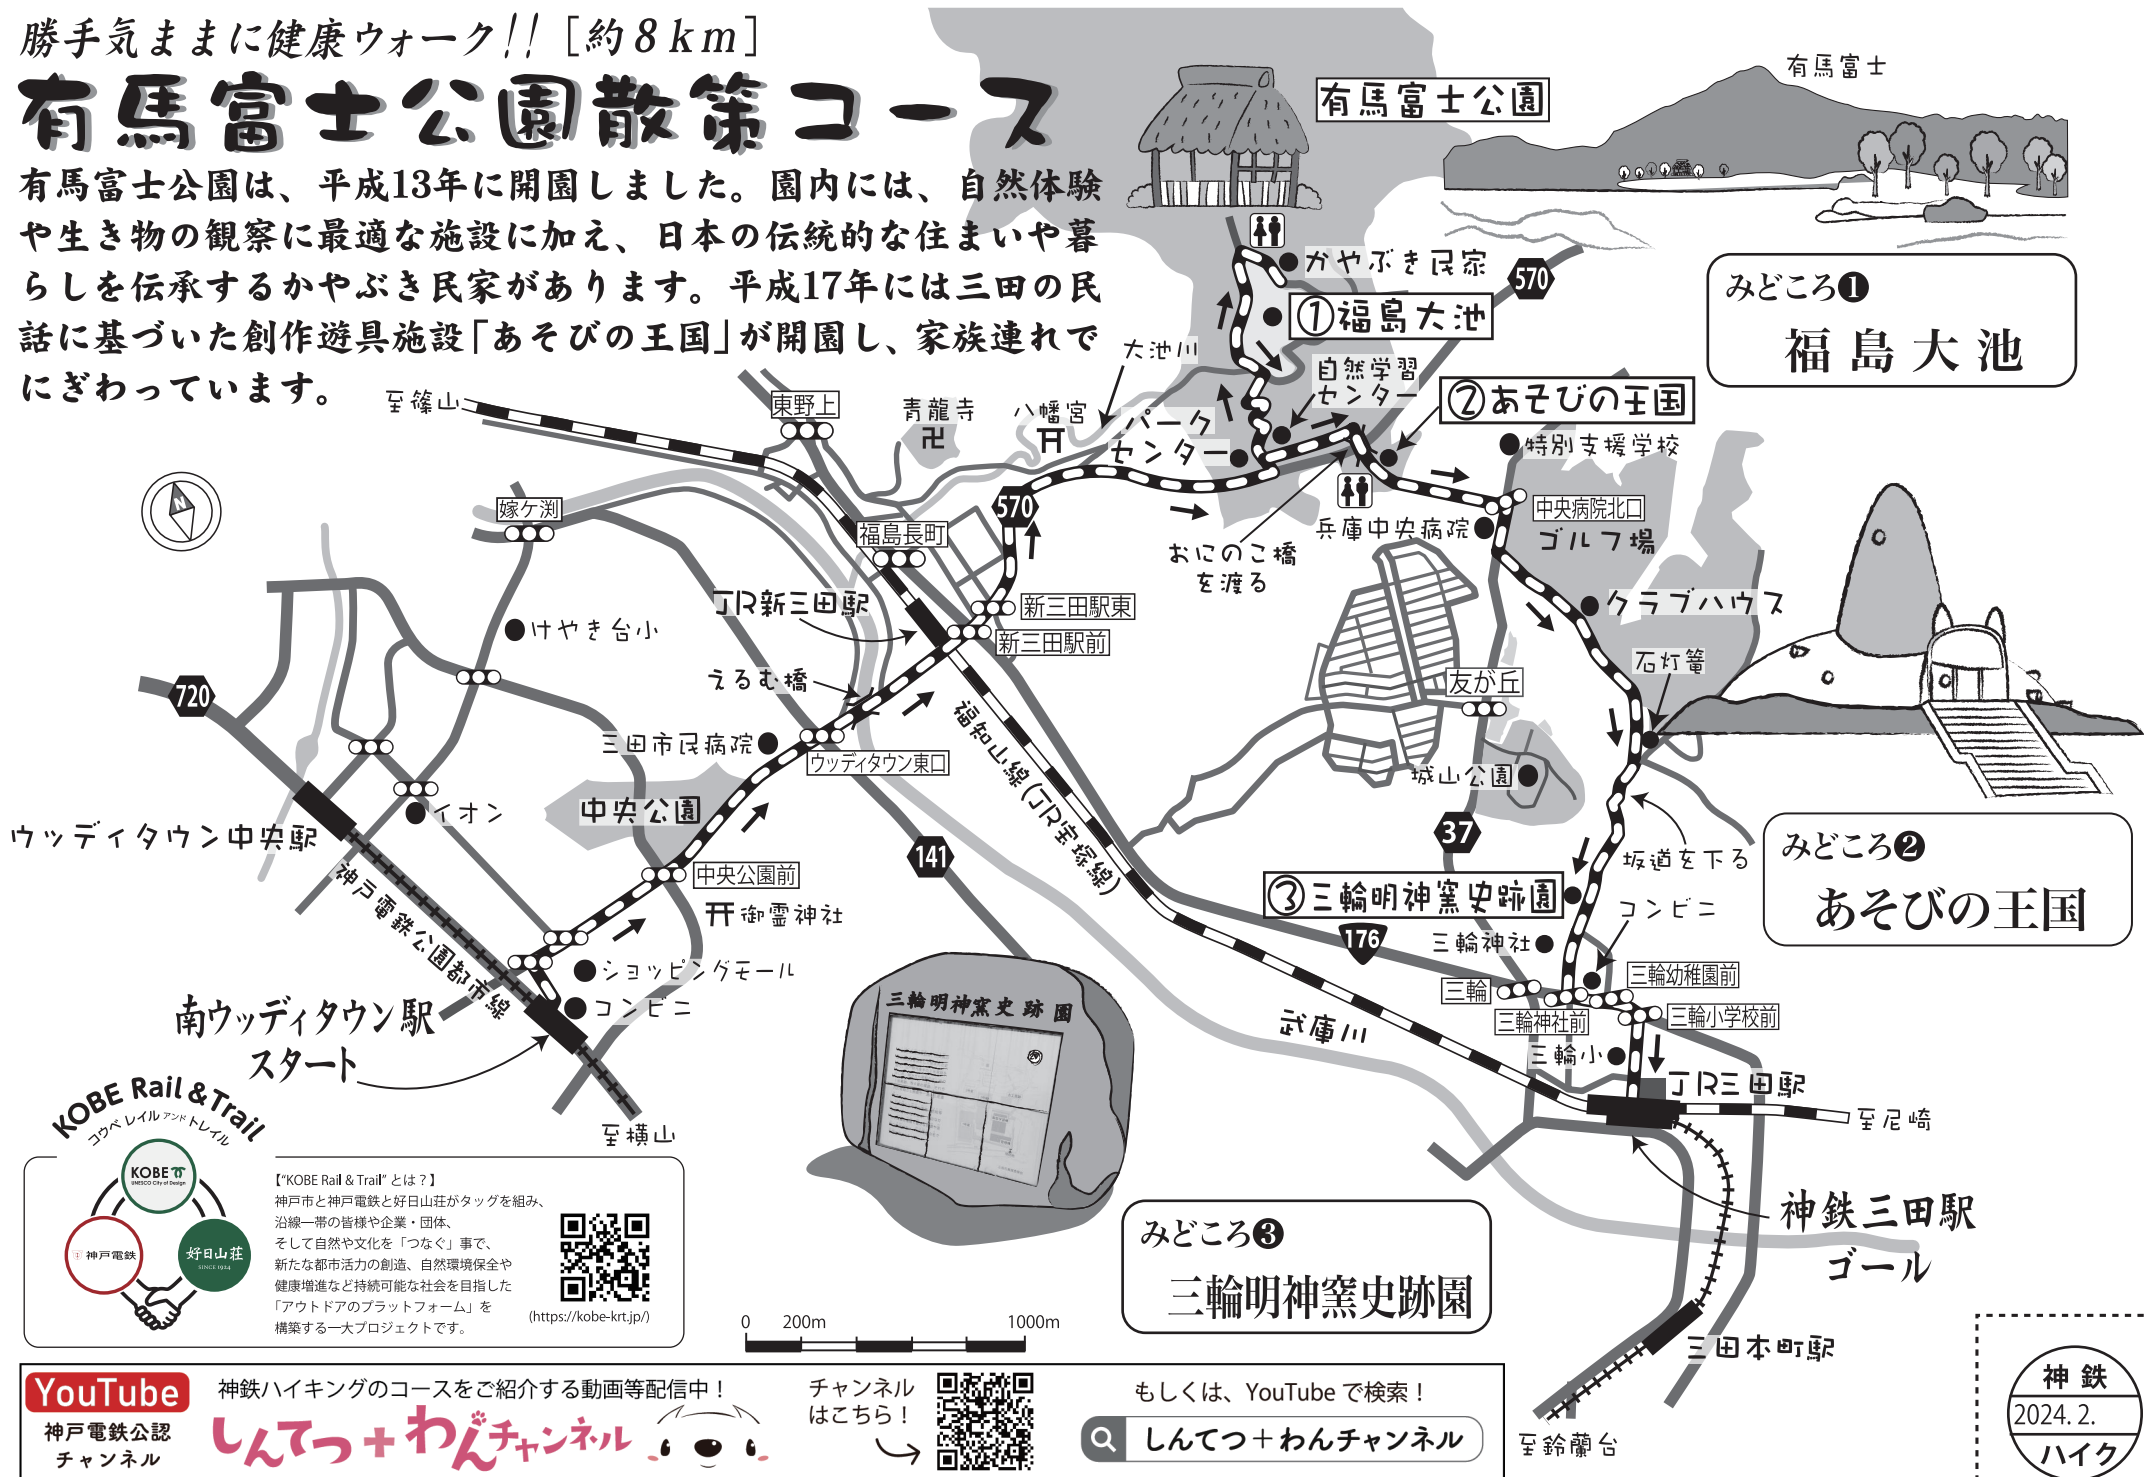 勝手気ままに健康ウォーク!!［約8km］
有馬富士公園散策コース
有馬富士公園は、平成13年に開園しました。園内には、自然体験
や生き物の観察に最適な施設に加え、日本の伝統的な住まいや暮
らしを伝承するかやぶき民家があります。平成17年には三田の民
話に基づいた創作遊具施設「あそびの王国」が開園し、家族連れで
にぎわっています。
有馬富士公園
有馬富士
かやぶき民家
570
①福島大池
みどころ❶
福島大池
大池川
自然学習
センター
②あそびの王国
至篠山
東野上
青龍寺
卍
八幡宮
パーク
センター
特別支援学校
N
嫁ケ渕
福島長町
570
中央病院北口
兵庫中央病院
ゴルフ場
おにのこ橋
を渡る
JR新三田駅
新三田駅東
新三田駅前
クラブハウス
けやき台小
石灯篭
えるむ橋
友が丘
720
三田市民病院
ウッディタウン東口
福知山線(JR宝塚線)
城山公園
中央公園
イオン
ウッディタウン中央駅
37
坂道を下る
みどころ❷
あそびの王国
141
中央公園前
③三輪明神窯史跡園
コンビニ
御霊神社
神戸電鉄公園都市線
176
三輪神社
ショッピングモール
三輪
三輪幼稚園前
コンビニ
三輪神社前
三輪小学校前
南ウッディタウン駅
スタート
三輪明神窯史跡園
武庫川
三輪小
JR三田駅
至尼崎
至横山
KOBE Rail & Trail
コウベ レイル アンド トレイル
KOBE
UNESCO City of Design
神戸電鉄
好日山荘
SINCE 1924
【“KOBE Rail & Trail” とは？】
神戸市と神戸電鉄と好日山荘がタッグを組み、
沿線一帯の皆様や企業・団体、
そして自然や文化を「つなぐ」事で、
新たな都市活力の創造、自然環境保全や
健康増進など持続可能な社会を目指した
「アウトドアのプラットフォーム」を
構築する一大プロジェクトです。
(https://kobe-krt.jp/)
みどころ❸
三輪明神窯史跡園
神鉄三田駅
ゴール
0 200m 1000m
三田本町駅
至鈴蘭台
YouTube
神戸電鉄公認
チャンネル
神鉄ハイキングのコースをご紹介する動画等配信中！
しんてつ＋わんチャンネル
チャンネル
はこちら！
もしくは、YouTube で検索！
しんてつ＋わんチャンネル
神鉄
2024.2.
ハイク